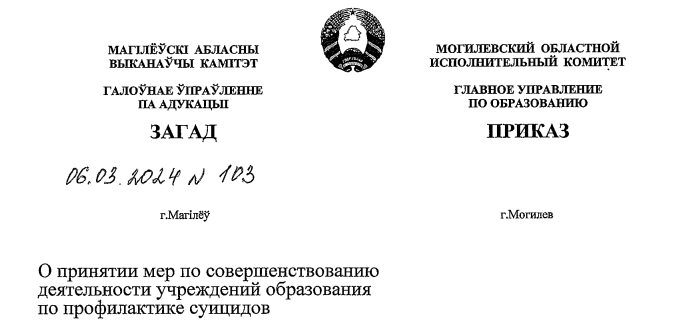 МАГІЛЁЎСКІ АБЛАСНЫ
ВЫКАНАЎЧЫ КАМІТЭТ
ГАЛОЎНАЕ ЎПРАЎЛЕННЕ
ПА АДУКАЦЫІ
ЗАГАД
06.03.2024 N 103
г.Магілёў
МОГИЛЕВСКИЙ ОБЛАСТНОЙ
ИСПОЛНИТЕЛЬНЫЙ КОМИТЕТ
ГЛАВНОЕ УПРАВЛЕНИЕ
ПО ОБРАЗОВАНИЮ
ПРИКАЗ
г.Могилев
О принятии мер по совершенствованию
деятельности учреждений образования
по профилактике суицидов